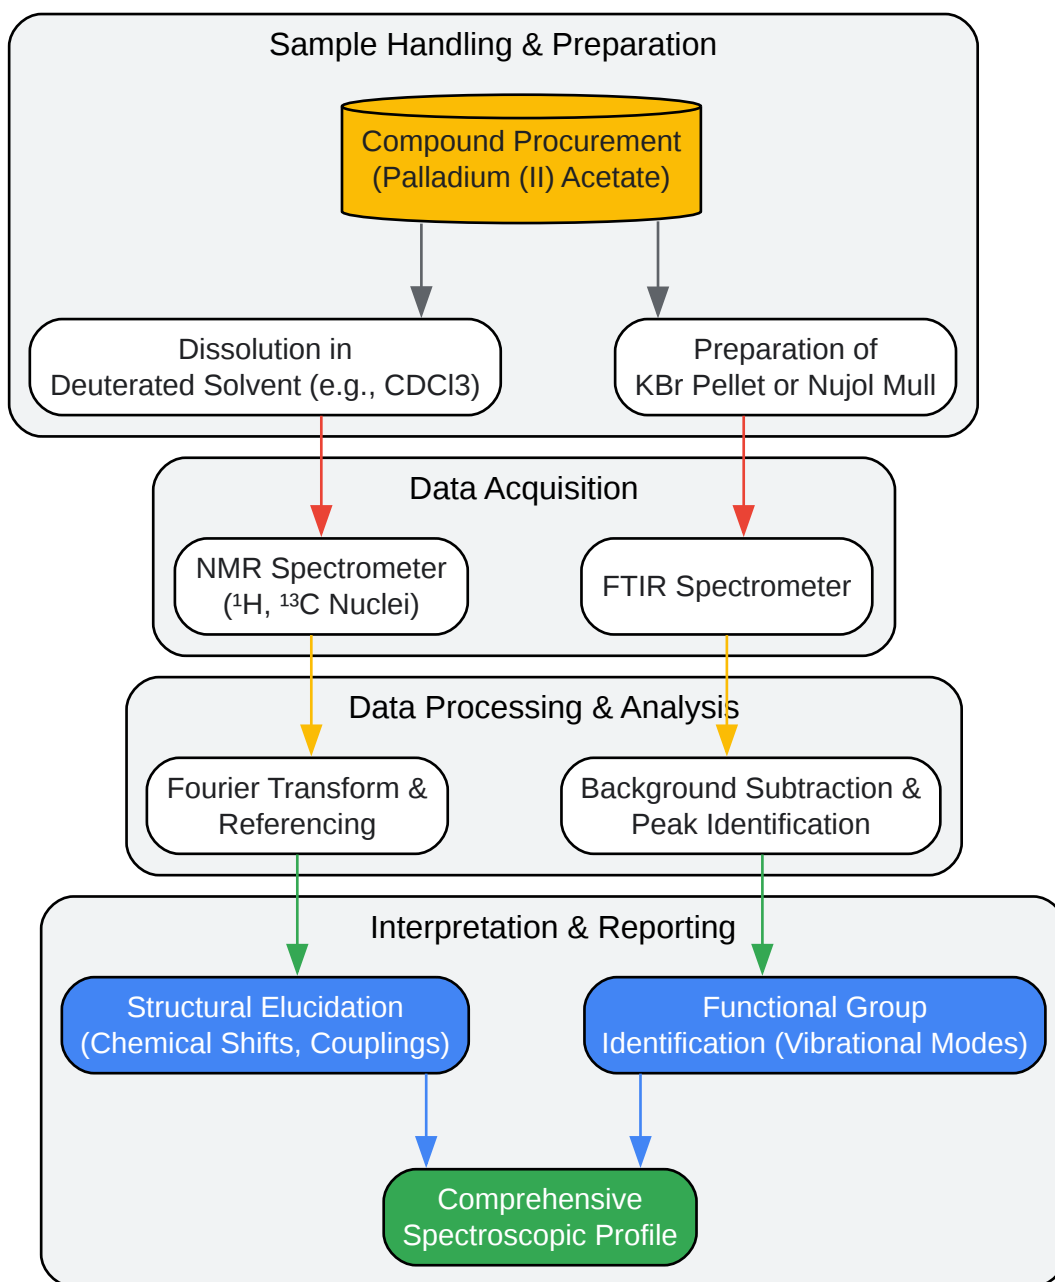 Sample Handling & Preparation
Compound Procurement
(Palladium (II) Acetate)
Dissolution in
Deuterated Solvent (e.g., CDCl3)
Preparation of
KBr Pellet or Nujol Mull
Data Acquisition
NMR Spectrometer
(¹H, ¹³C Nuclei)
FTIR Spectrometer
Data Processing & Analysis
Fourier Transform &
Referencing
Background Subtraction &
Peak Identification
Interpretation & Reporting
Structural Elucidation
(Chemical Shifts, Couplings)
Functional Group
Identification (Vibrational Modes)
Comprehensive
Spectroscopic Profile